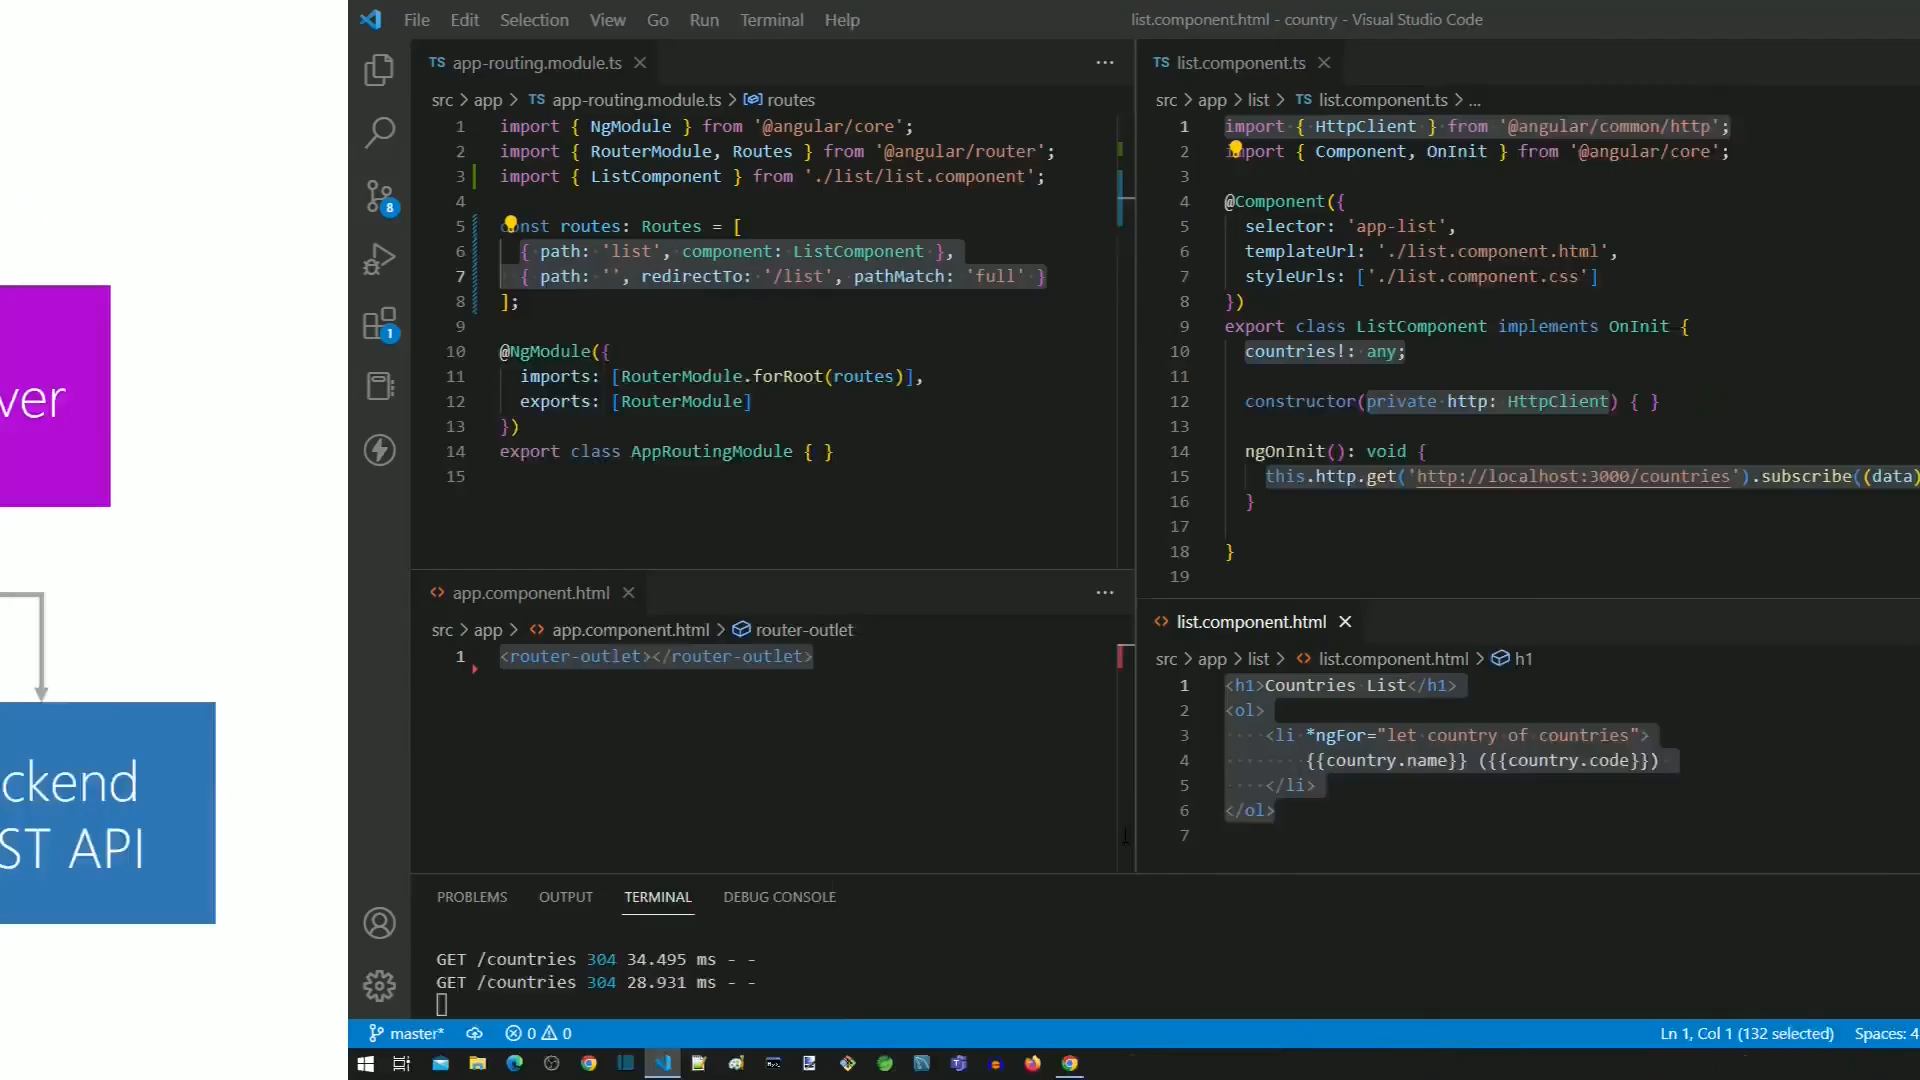 ver
ckend
ST API
File Edit Selection View Go Run Terminal Help
list.component.html - country - Visual Studio Code
TS app-routing.module.ts
src > app > TS app-routing.module.ts > routes
1 import { NgModule } from '@angular/core';
2 import { RouterModule, Routes } from '@angular/router';
3 import { ListComponent } from './list/list.component';
4
5 const routes: Routes = [
6 { path: 'list', component: ListComponent },
7 { path: '', redirectTo: '/list', pathMatch: 'full' }
8 ];
9
10 @NgModule({
11 imports: [RouterModule.forRoot(routes)],
12 exports: [RouterModule]
13 })
14 export class AppRoutingModule { }
15
app.component.html
src > app > app.component.html > router-outlet
1 <router-outlet></router-outlet>
TS list.component.ts
src > app > list > TS list.component.ts > ...
1 import { HttpClient } from '@angular/common/http';
2 import { Component, OnInit } from '@angular/core';
3
4 @Component({
5 selector: 'app-list',
6 templateUrl: './list.component.html',
7 styleUrls: ['./list.component.css']
8 })
9 export class ListComponent implements OnInit {
10 countries!: any;
11
12 constructor(private http: HttpClient) { }
13
14 ngOnInit(): void {
15 this.http.get('http://localhost:3000/countries').subscribe((data)
16 }
17
18 }
19
list.component.html
src > app > list > list.component.html > h1
1 <h1>Countries List</h1>
2 <ol>
3 <li *ngFor="let country of countries">
4 {{country.name}} ({{country.code}})
5 </li>
6 </ol>
7
PROBLEMS OUTPUT TERMINAL DEBUG CONSOLE
GET /countries 304 34.495 ms - -
GET /countries 304 28.931 ms - -
8
1
master* 0 0
Ln 1, Col 1 (132 selected) Spaces: 4